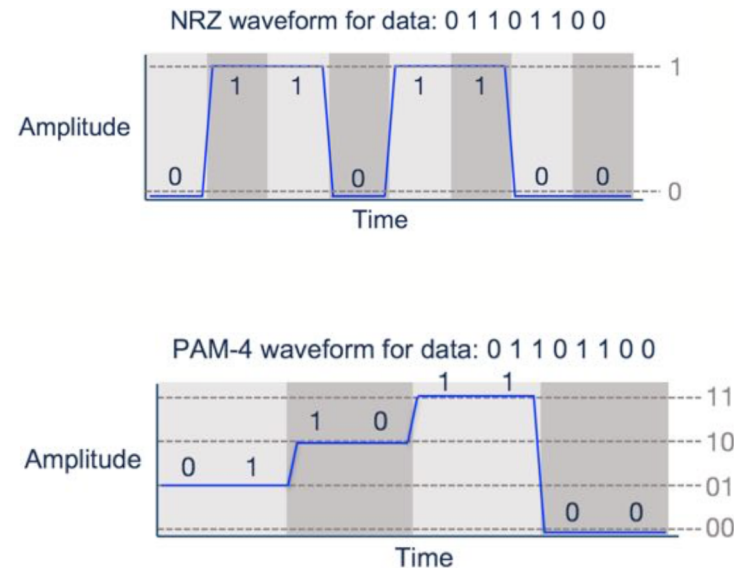 NRZ waveform for data: 0 1 1 0 1 1 0 0
1
1 1 1 1
Amplitude
0 0 0 0
0
Time
PAM-4 waveform for data: 0 1 1 0 1 1 0 0
1 1
11
1 0
10
Amplitude
0 1
01
0 0
00
Time